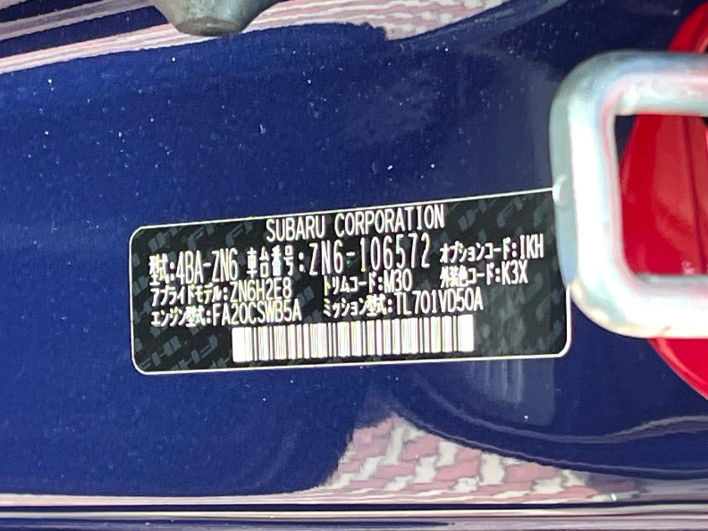 SUBARU CORPORATION
型式:4BA-ZN6 車台番号:ZN6-106572 オプションコード:1KH
アプライドモデル:ZN6H2E8 トリムコード:M30 外装色コード:K3X
エンジン型式:FA20CSWB5A ミッション型式:TL701VD50A